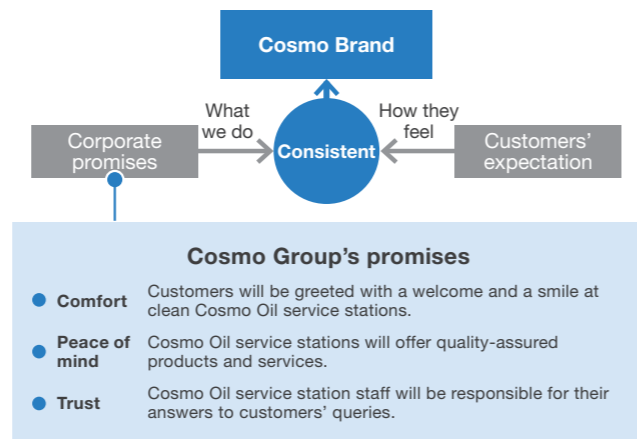 Cosmo Brand
What
we do
How they
feel
Corporate
promises
Consistent
Customers’
expectation
Cosmo Group’s promises
Comfort
Customers will be greeted with a welcome and a smile at
clean Cosmo Oil service stations.
Peace of
mind
Cosmo Oil service stations will offer quality-assured
products and services.
Trust
Cosmo Oil service station staff will be responsible for their
answers to customers’ queries.